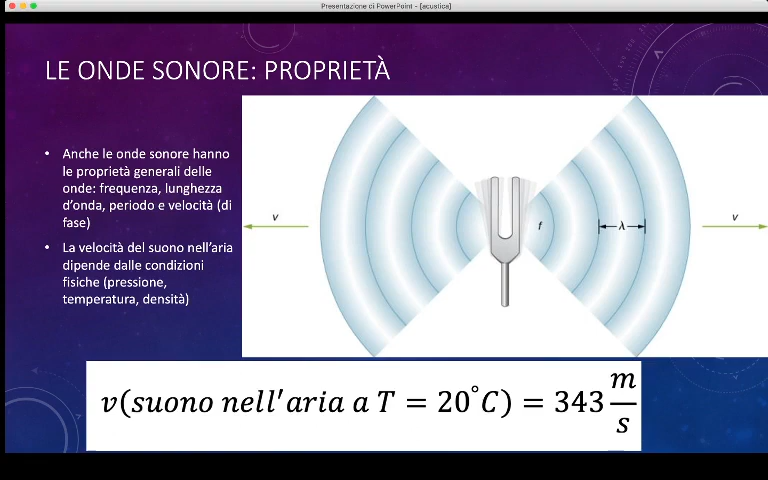 Presentazione di PowerPoint - [acustica]
LE ONDE SONORE: PROPRIETÀ
• Anche le onde sonore hanno
le proprietà generali delle
onde: frequenza, lunghezza
d'onda, periodo e velocità (di
fase)
• La velocità del suono nell'aria
dipende dalle condizioni
fisiche (pressione,
temperatura, densità)
v
f
λ
v
v(suono nell'aria a T = 20°C) = 343 m/s